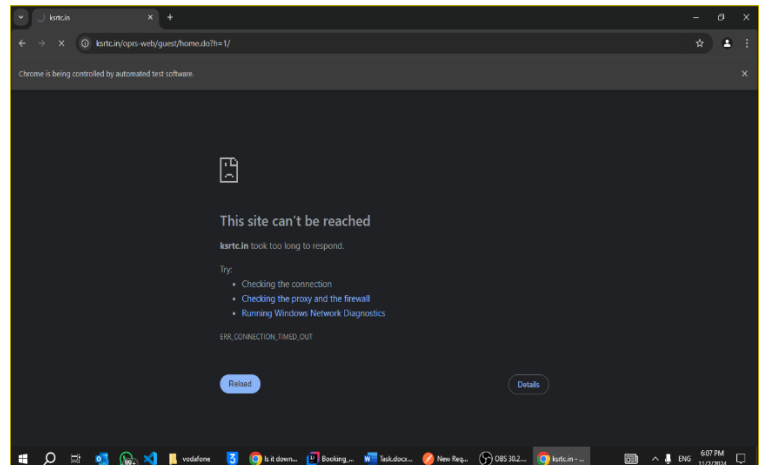 ksrtc.in
ksrtc.in/oprs-web/guest/home.do?h=1/
Chrome is being controlled by automated test software.
This site can't be reached
ksrtc.in took too long to respond.
Try:
• Checking the connection
• Checking the proxy and the firewall
• Running Windows Network Diagnostics
ERR_CONNECTION_TIMED_OUT
Reload
Details
vodafone
Is it down...
Booking_...
Task.docx...
New Req...
OBS 30.2...
ksrtc.in - ...
ENG
6:07 PM
11/2/2024